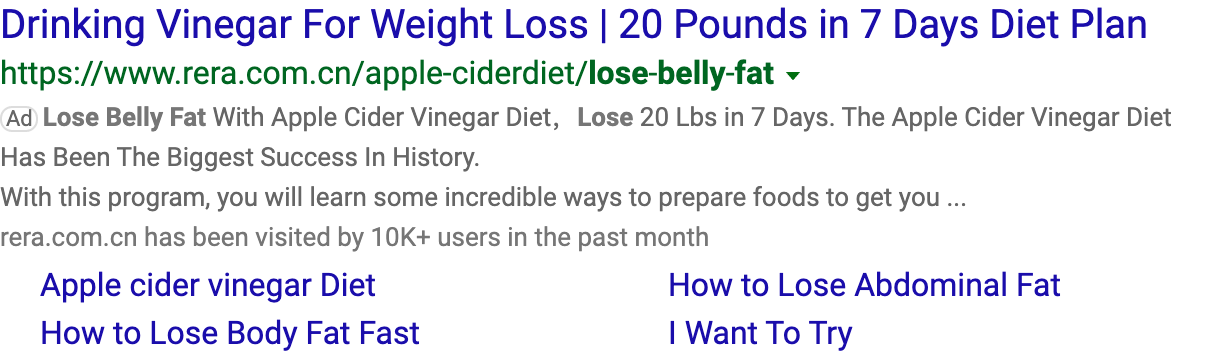 Drinking Vinegar For Weight Loss | 20 Pounds in 7 Days Diet Plan
https://www.rera.com.cn/apple-ciderdiet/lose-belly-fat
Ad Lose Belly Fat With Apple Cider Vinegar Diet， Lose 20 Lbs in 7 Days. The Apple Cider Vinegar Diet
Has Been The Biggest Success In History.
With this program, you will learn some incredible ways to prepare foods to get you ...
rera.com.cn has been visited by 10K+ users in the past month
Apple cider vinegar Diet
How to Lose Abdominal Fat
How to Lose Body Fat Fast
I Want To Try